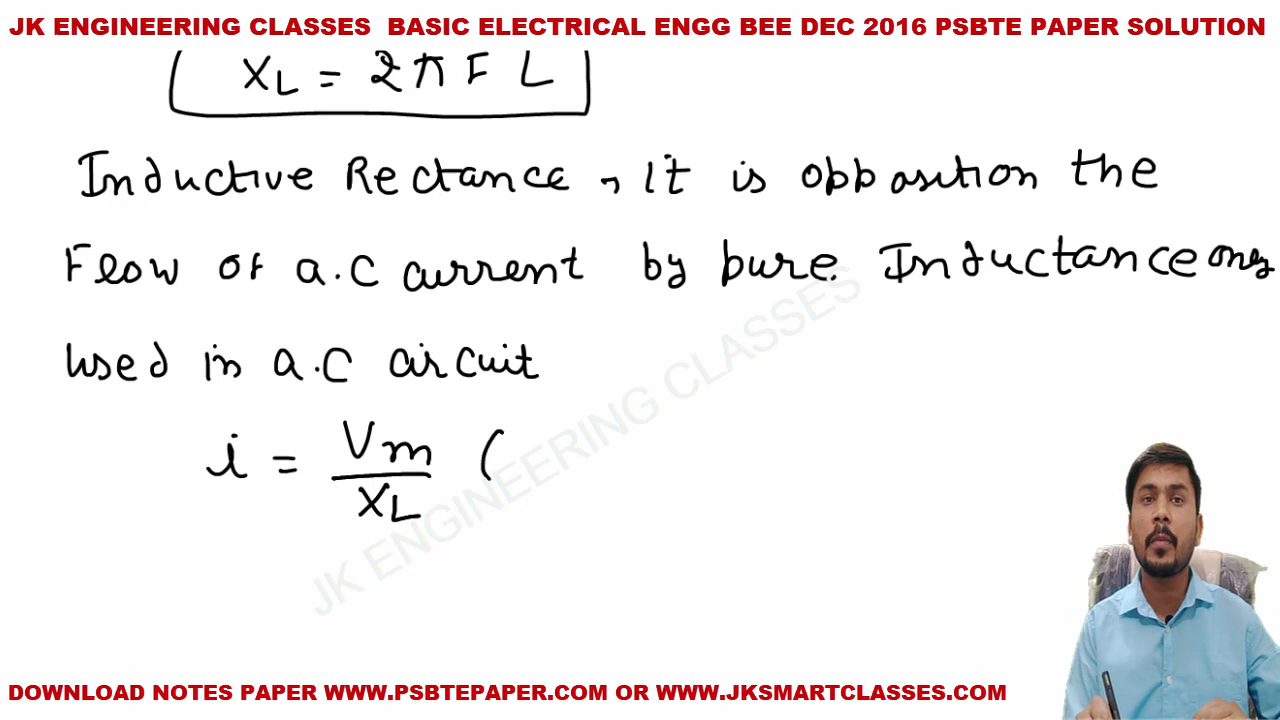 JK ENGINEERING CLASSES BASIC ELECTRICAL ENGG BEE DEC 2016 PSBTE PAPER SOLUTION
XL = 2πFL
Inductive Rectance, It is obbasition the
Flow of a.c current by bure. Inductance only
used in a.c aircuit
i = Vm/XL (
JK ENGINEERING CLASSES
DOWNLOAD NOTES PAPER WWW.PSBTEPAPER.COM OR WWW.JKSMARTCLASSES.COM